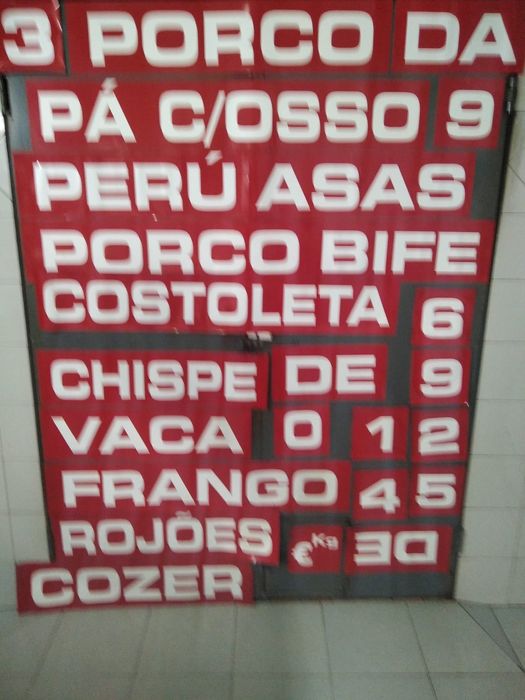 3 PORCO DA
PÁ C/OSSO 9
PERÚ ASAS
PORCO BIFE
COSTOLETA 6
CHISPE DE 9
VACA 0 1 2
FRANGO 4 5
ROJÕES €Kg DE
COZER